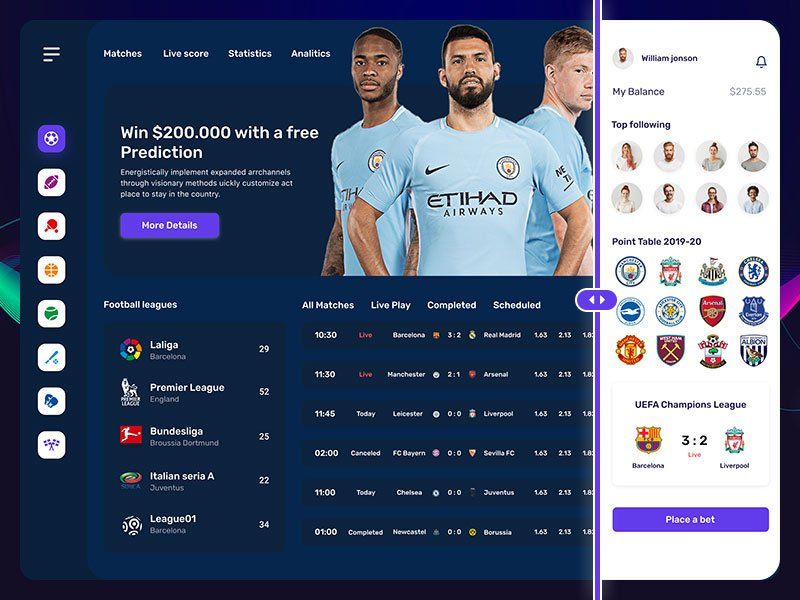 Matches Live score Statistics Analitics
Win $200.000 with a free
Prediction
Energistically implement expanded arrchannels
through visionary methods uickly customize act
place to stay in the country.
More Details
ETIHAD
AIRWAYS
Football leagues
Laliga
Barcelona
29
Premier League
England
52
Bundesliga
Broussia Dortmund
25
Italian seria A
Juventus
22
League01
Barcelona
34
All Matches Live Play Completed Scheduled
10:30 Live Barcelona 3 : 2 Real Madrid 1.63 2.13 1.82
11:30 Live Manchester 2 : 1 Arsenal 1.63 2.13 1.82
11:45 Today Leicester 0 : 0 Liverpool 1.63 2.13 1.82
02:00 Canceled FC Bayern 0 : 0 Sevilla FC 1.63 2.13 1.82
11:00 Today Chelsea 0 : 0 Juventus 1.63 2.13 1.82
01:00 Completed Newcastel 0 : 0 Borussia 1.63 2.13 1.82
William jonson
My Balance $275.55
Top following
Point Table 2019-20
UEFA Champions League
3 : 2
Live
Barcelona Liverpool
Place a bet